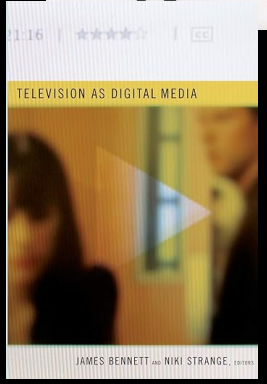 21:16 | ★★★★☆ | CC
TELEVISION AS DIGITAL MEDIA
JAMES BENNETT AND NIKI STRANGE, EDITORS